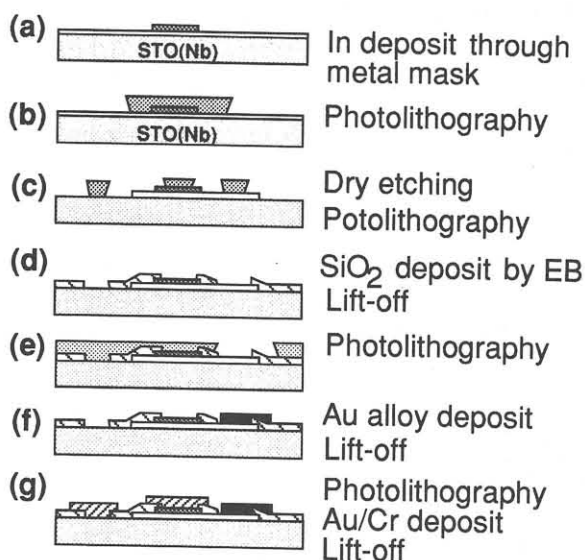 (a)
STO(Nb)
In deposit through
metal mask
(b)
STO(Nb)
Photolithography
(c)
Dry etching
Potolithography
(d)
SiO2 deposit by EB
Lift-off
(e)
Photolithography
(f)
Au alloy deposit
Lift-off
(g)
Photolithography
Au/Cr deposit
Lift-off